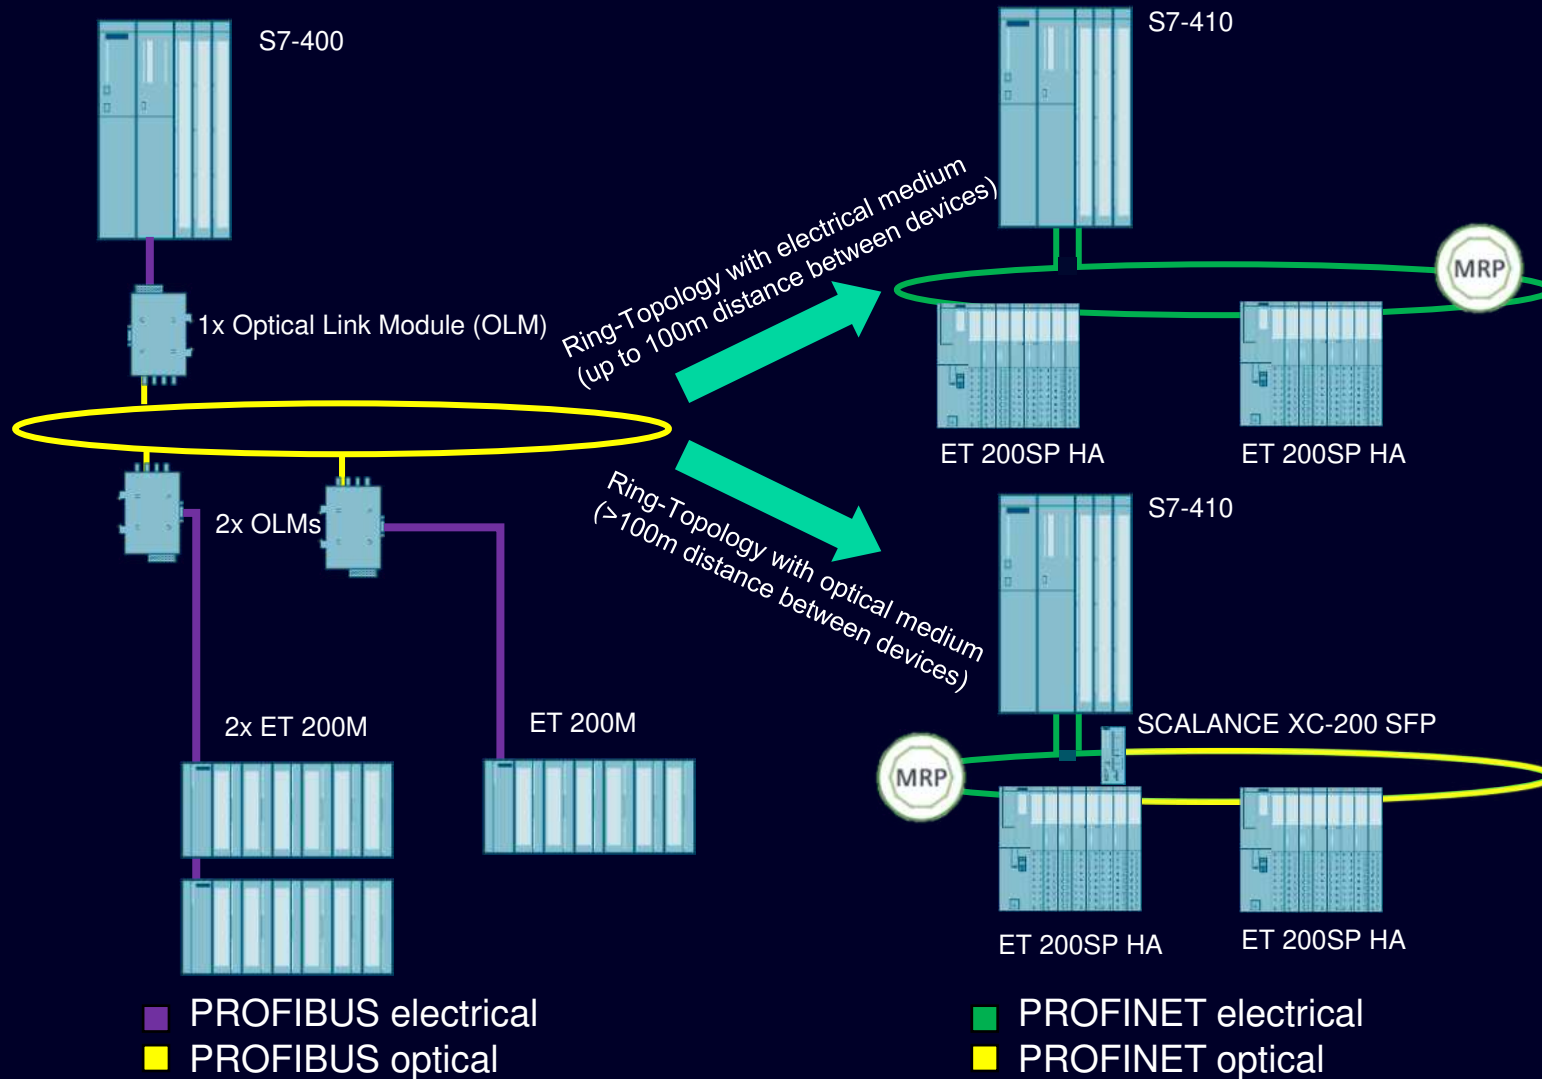 S7-400
1x Optical Link Module (OLM)
2x OLMs
2x ET 200M
ET 200M
PROFIBUS electrical
PROFIBUS optical
Ring-Topology with electrical medium
(up to 100m distance between devices)
Ring-Topology with optical medium
(>100m distance between devices)
S7-410
MRP
ET 200SP HA
ET 200SP HA
S7-410
SCALANCE XC-200 SFP
MRP
ET 200SP HA
ET 200SP HA
PROFINET electrical
PROFINET optical